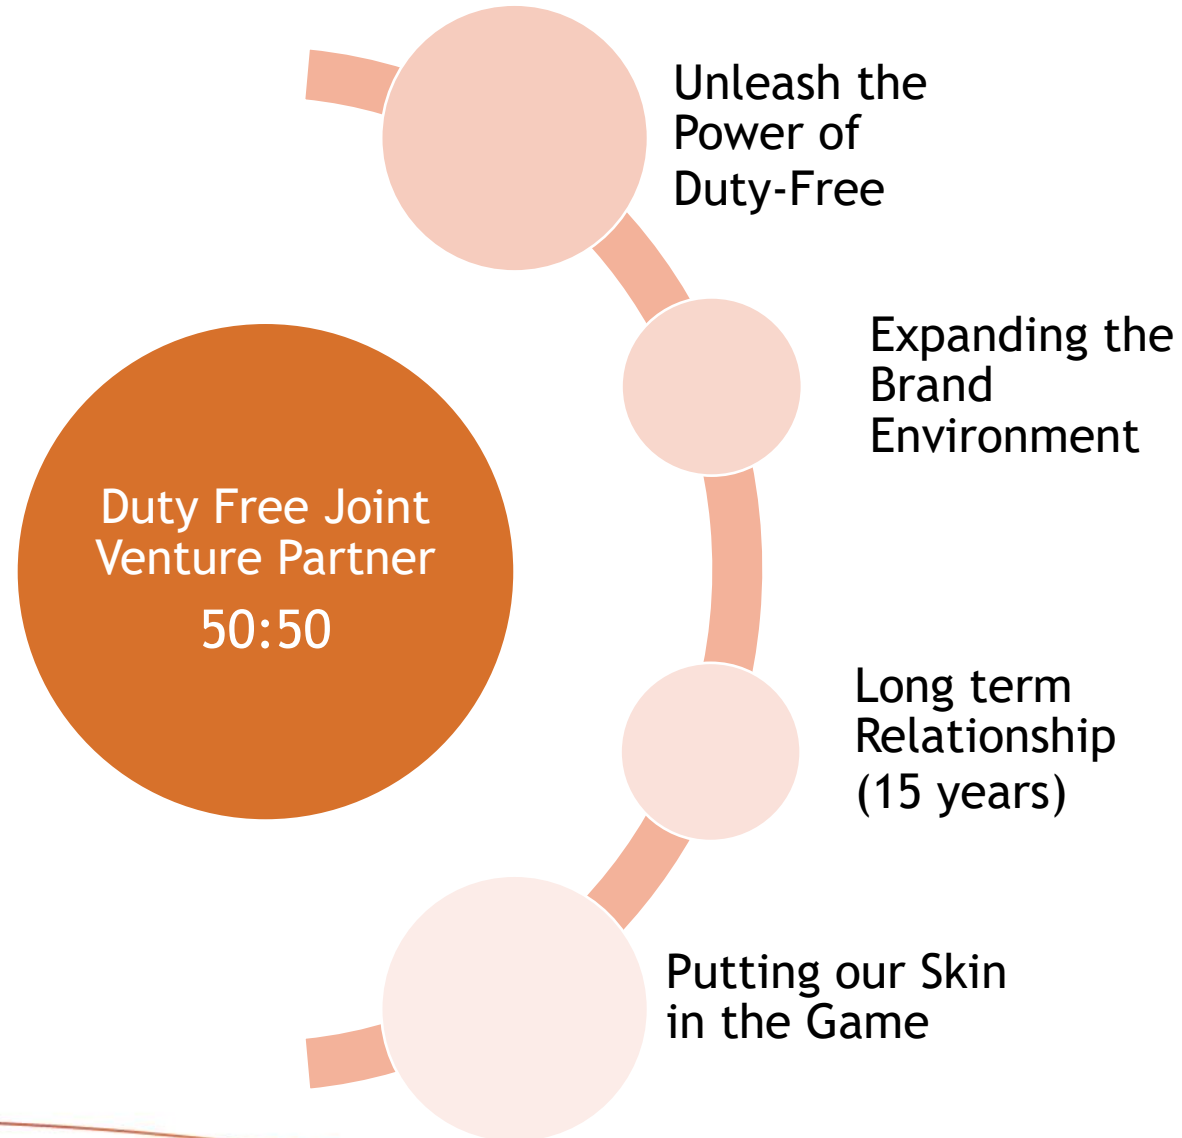 Unleash the
Power of
Duty-Free
Expanding the
Brand
Environment
Duty Free Joint
Venture Partner
50:50
Long term
Relationship
(15 years)
Putting our Skin
in the Game